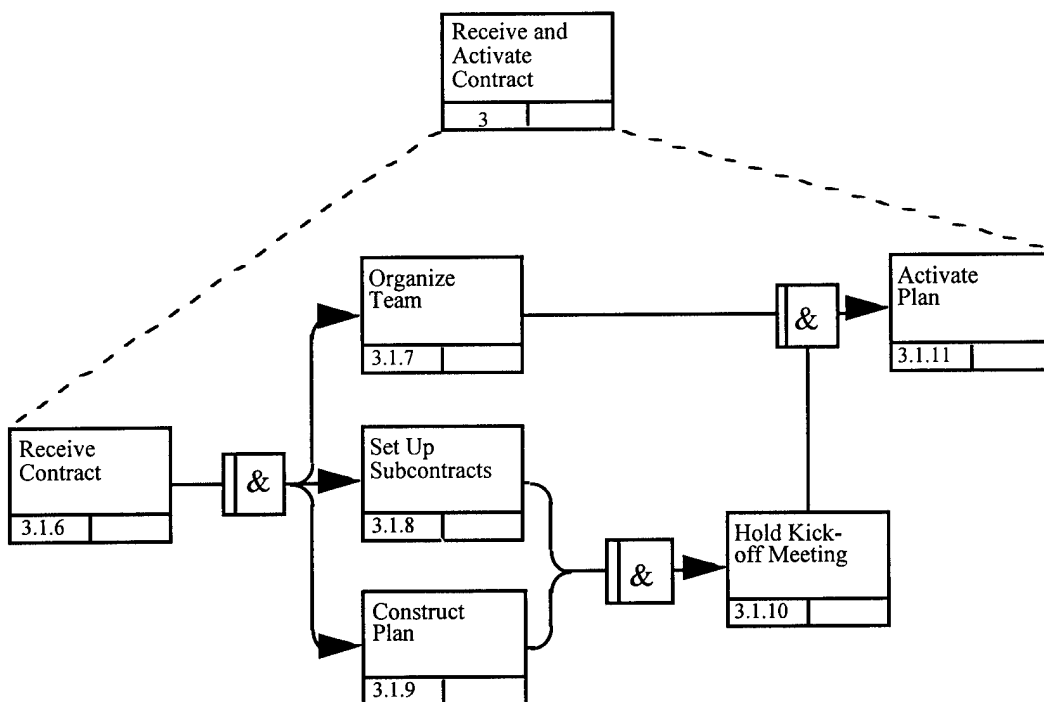 Receive and
Activate
Contract
3
Organize
Team
3.1.7
&
Activate
Plan
3.1.11
Receive
Contract
3.1.6
&
Set Up
Subcontracts
3.1.8
&
Hold Kick-
off Meeting
3.1.10
Construct
Plan
3.1.9